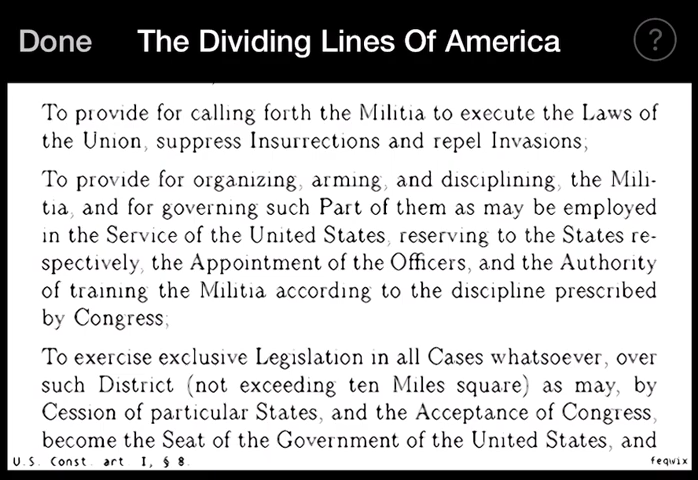 Done The Dividing Lines Of America ?
To provide for calling forth the Militia to execute the Laws of
the Union, suppress Insurrections and repel Invasions;
To provide for organizing, arming, and disciplining, the Mili-
tia, and for governing such Part of them as may be employed
in the Service of the United States, reserving to the States re-
spectively, the Appointment of the Officers, and the Authority
of training the Militia according to the discipline prescribed
by Congress;
To exercise exclusive Legislation in all Cases whatsoever, over
such District (not exceeding ten Miles square) as may, by
Cession of particular States, and the Acceptance of Congress,
become the Seat of the Government of the United States, and
U.S. Const. art. I, § 8. feqwix